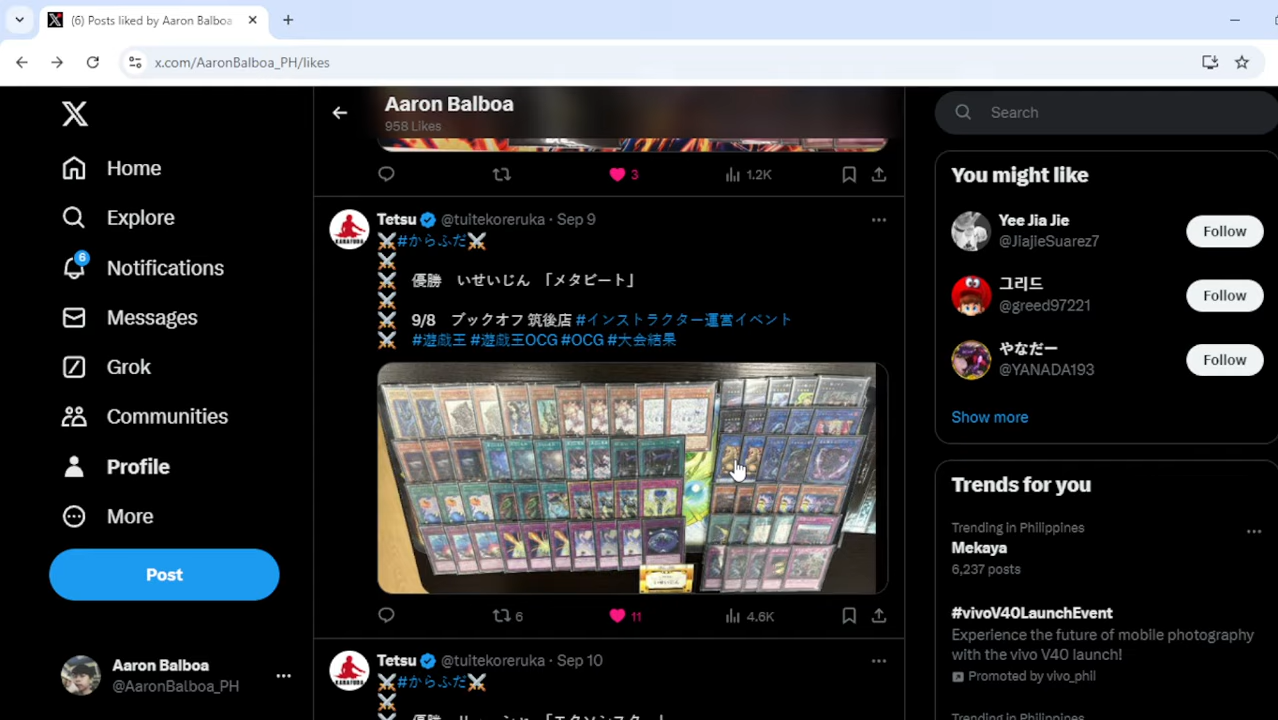 (6) Posts liked by Aaron Balboa
x.com/AaronBalboa_PH/likes
Home
Explore
6
Notifications
Messages
Grok
Communities
Profile
More
Post
Aaron Balboa
@AaronBalboa_PH
Aaron Balboa
958 Likes
3
1.2K
Tetsu @tuitekoreruka · Sep 9
⚔#からふだ⚔
⚔
⚔ 優勝 いせいじん 「メタビート」
⚔
⚔ 9/8 ブックオフ 筑後店 #インストラクター運営イベント
⚔ #遊戯王 #遊戯王OCG #OCG #大会結果
6
11
4.6K
Tetsu @tuitekoreruka · Sep 10
⚔#からふだ⚔
⚔
Search
You might like
Yee Jia Jie
@JiajieSuarez7
Follow
그리드
@greed97221
Follow
やなだー
@YANADA193
Follow
Show more
Trends for you
Trending in Philippines
Mekaya
6,237 posts
#vivoV40LaunchEvent
Experience the future of mobile photography
with the vivo V40 launch!
Promoted by vivo_phil